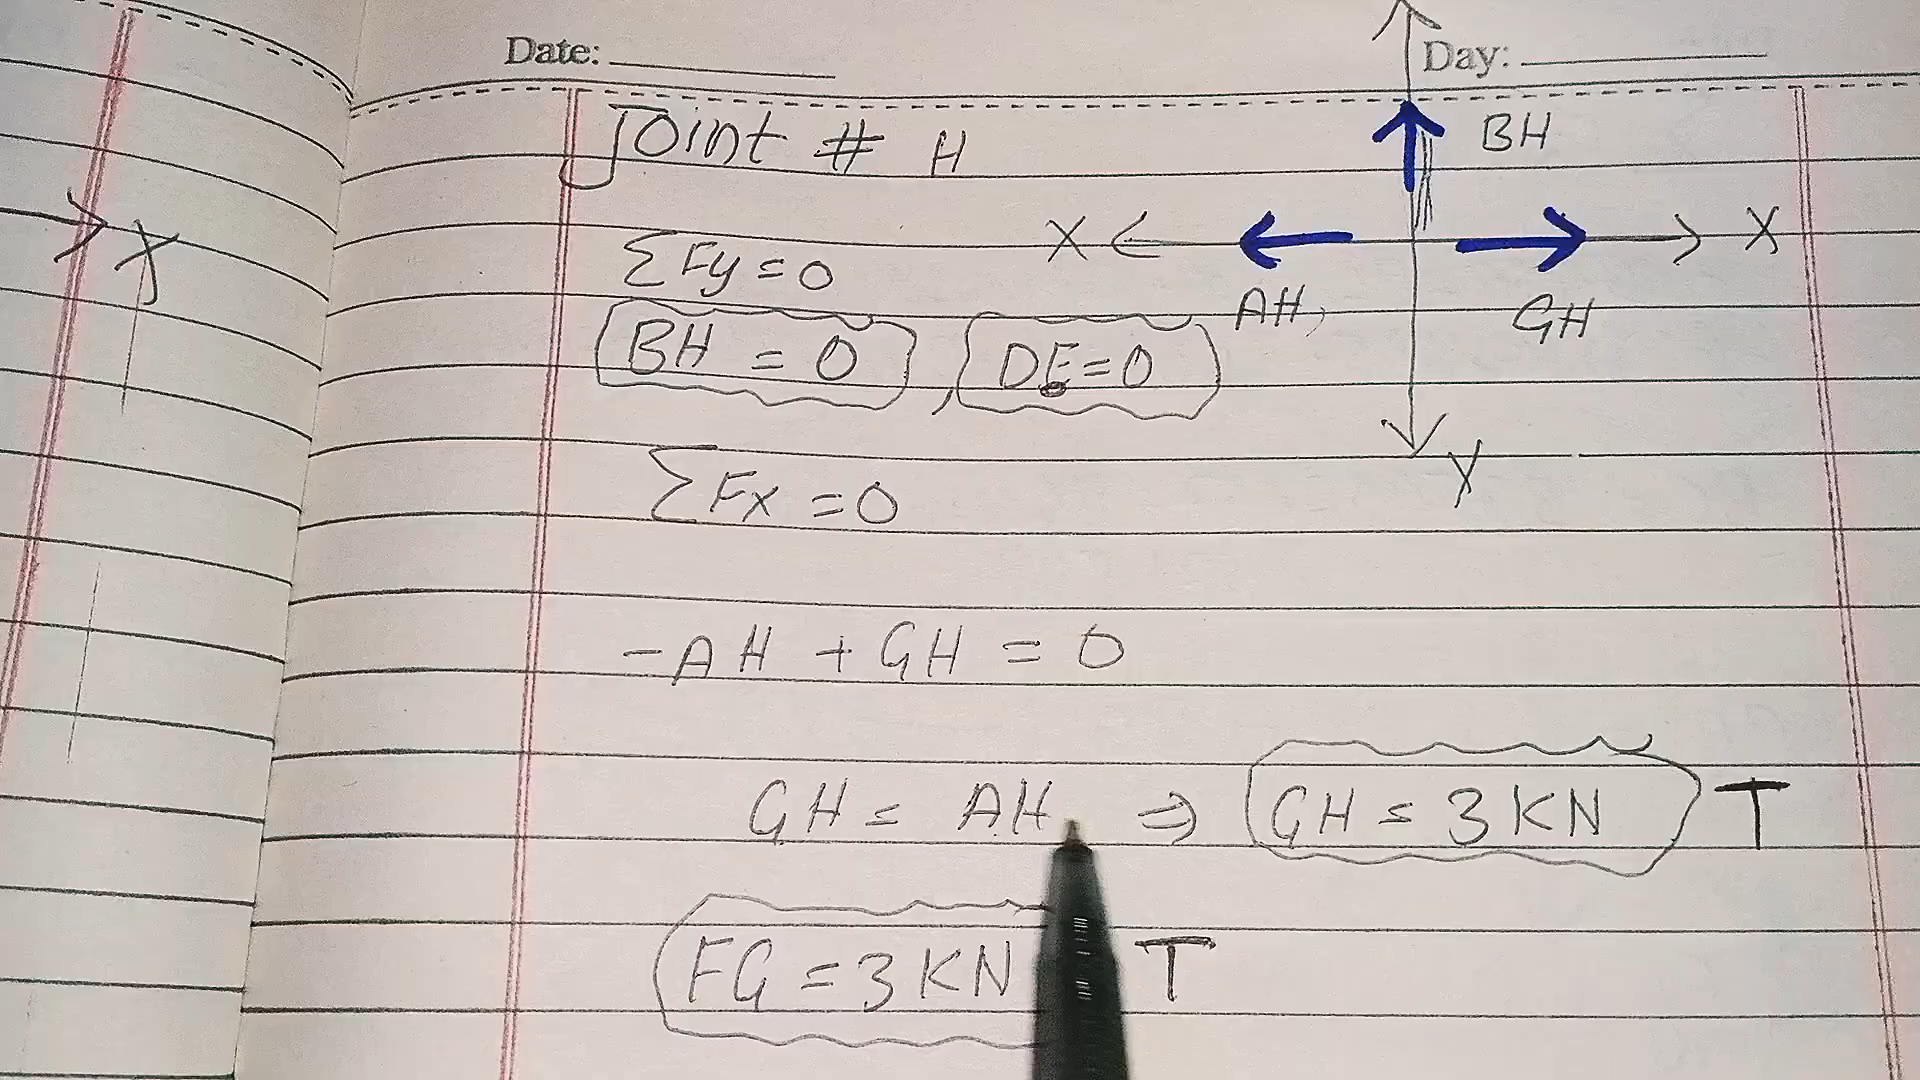 Date: Day:
Joint # H
BH
X X
ΣFy = 0
AH, GH
BH = 0 , DE = 0
Y
ΣFx = 0
- AH + GH = 0
GH = AH ⇒ GH = 3 KN T
FG = 3 KN T
X